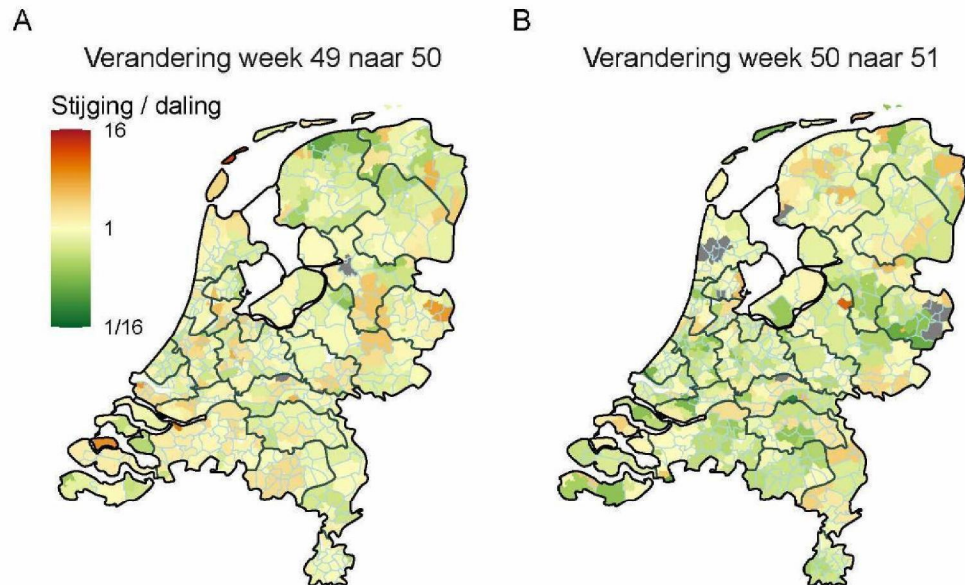 A
Verandering week 49 naar 50
Stijging / daling
16
1
1/16
B
Verandering week 50 naar 51